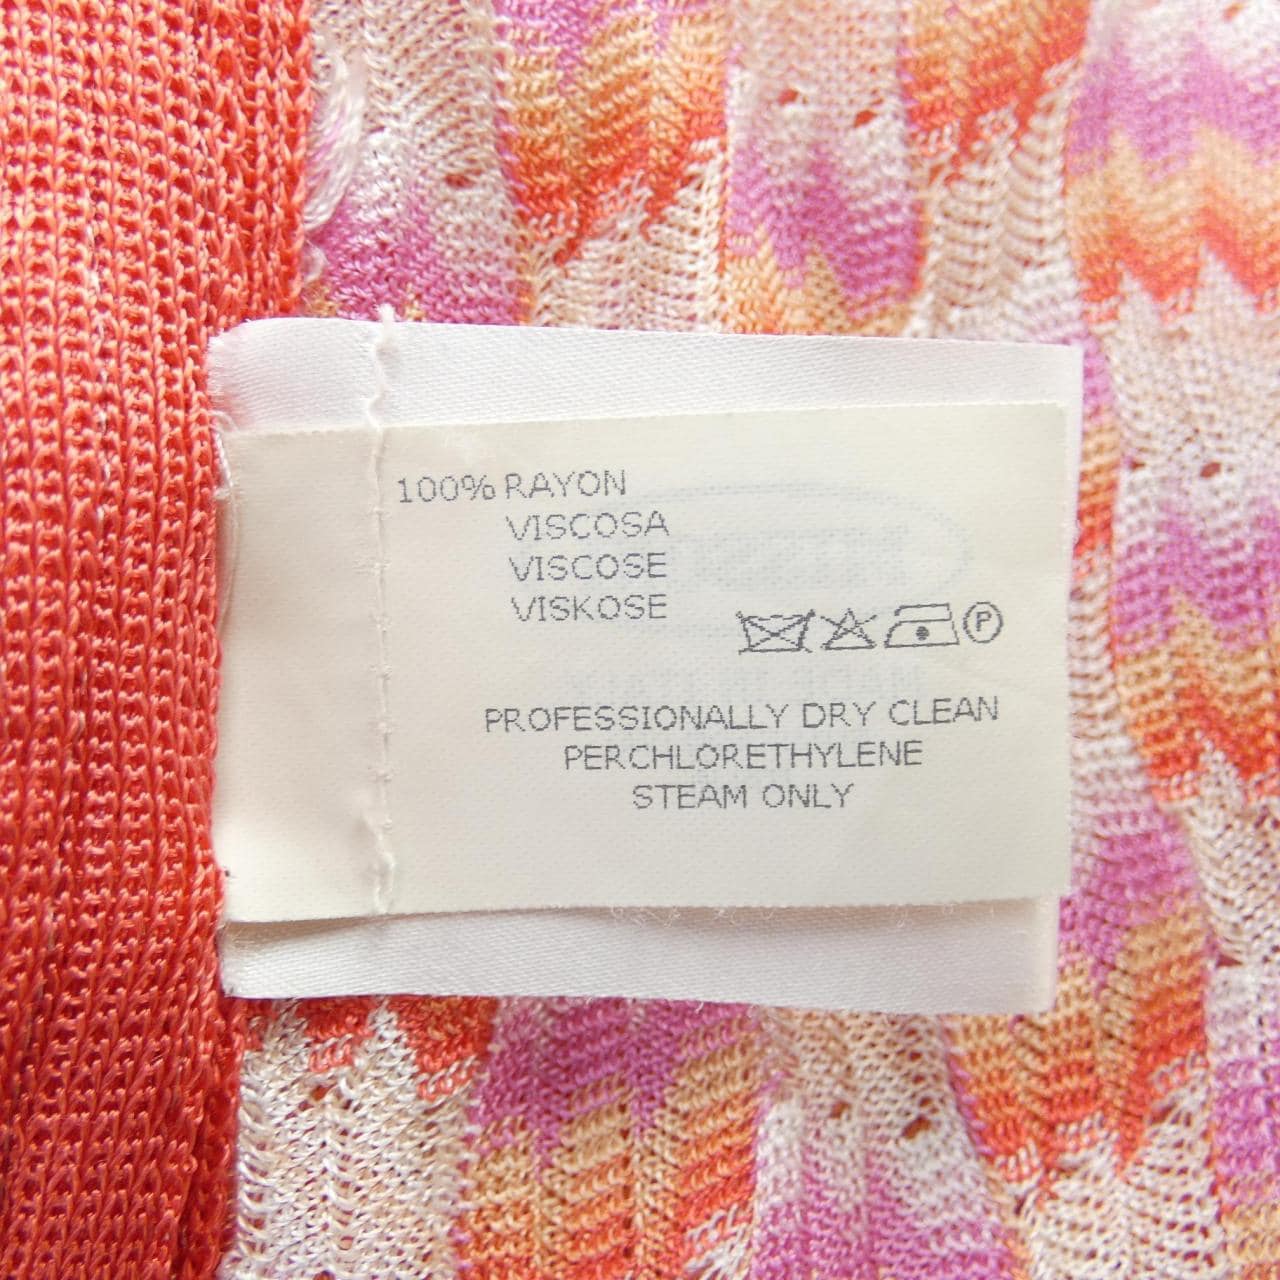 100% RAYON
VISCOSA
VISCOSE
VISKOSE
P
PROFESSIONALLY DRY CLEAN
PERCHLORETHYLENE
STEAM ONLY